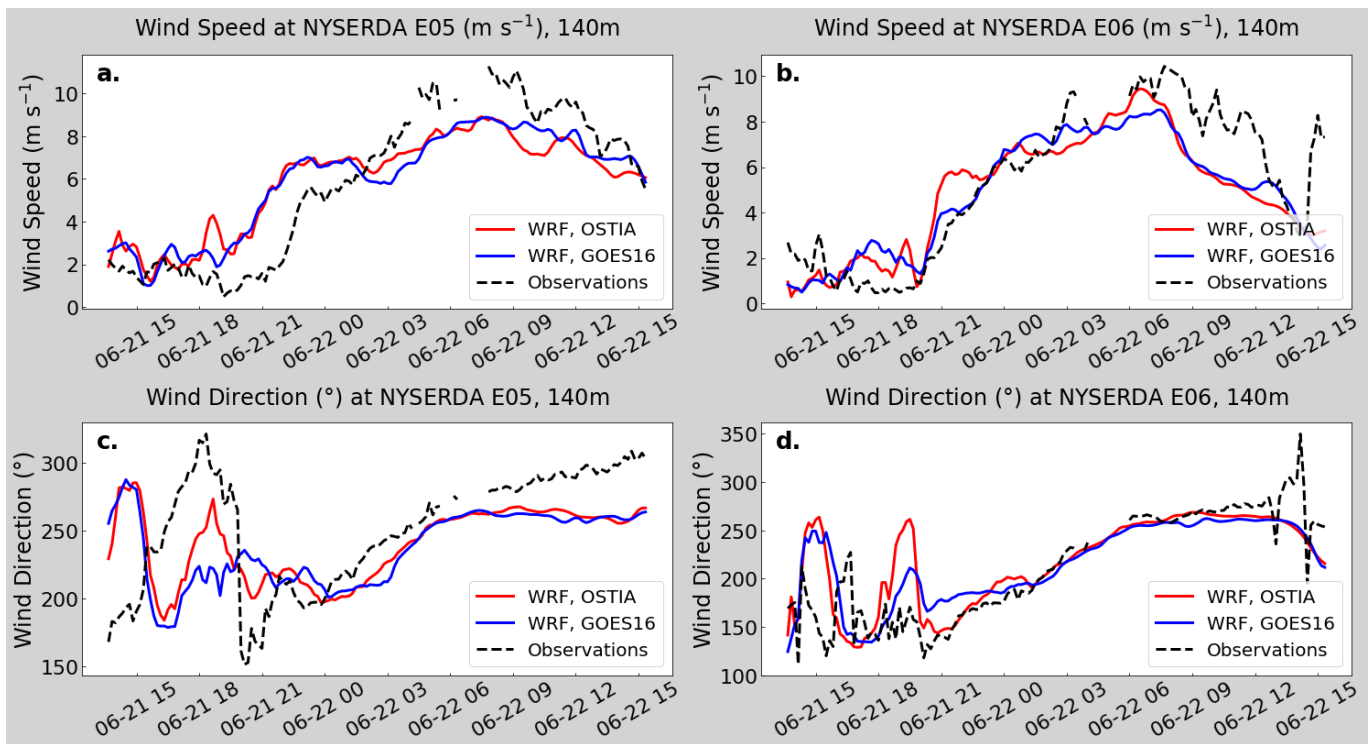 Wind Speed at NYSERDA E05 (m s⁻¹), 140m
a.
Wind Speed (m s⁻¹)
10
8
6
4
2
0
WRF, OSTIA
WRF, GOES16
Observations
06-21 15
06-21 18
06-21 21
06-22 00
06-22 03
06-22 06
06-22 09
06-22 12
06-22 15
Wind Speed at NYSERDA E06 (m s⁻¹), 140m
b.
Wind Speed (m s⁻¹)
10
8
6
4
2
0
WRF, OSTIA
WRF, GOES16
Observations
06-21 15
06-21 18
06-21 21
06-22 00
06-22 03
06-22 06
06-22 09
06-22 12
06-22 15
Wind Direction (°) at NYSERDA E05, 140m
c.
Wind Direction (°)
300
250
200
150
WRF, OSTIA
WRF, GOES16
Observations
06-21 15
06-21 18
06-21 21
06-22 00
06-22 03
06-22 06
06-22 09
06-22 12
06-22 15
Wind Direction (°) at NYSERDA E06, 140m
d.
Wind Direction (°)
350
300
250
200
150
100
WRF, OSTIA
WRF, GOES16
Observations
06-21 15
06-21 18
06-21 21
06-22 00
06-22 03
06-22 06
06-22 09
06-22 12
06-22 15